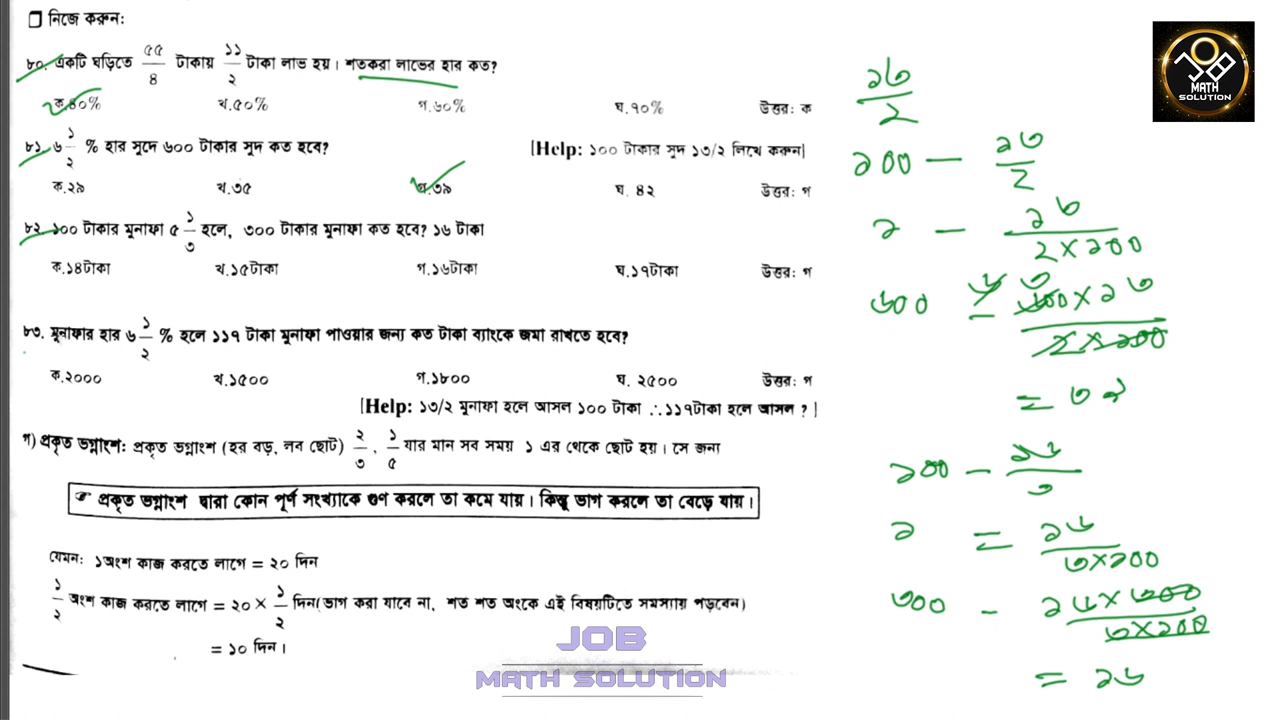 ❒ নিজে করুন:
৮০. একটি ঘড়িতে ৫৫/৪ টাকায় ১১/২ টাকা লাভ হয়। শতকরা লাভের হার কত?
ক.৪০% খ.৫০% গ.৬০% ঘ.৭০% উত্তর: ক
৮১. ৬ ১/২ % হার সুদে ৬০০ টাকার সুদ কত হবে? [Help: ১০০ টাকার সুদ ১৩/২ লিখে করুন]
ক.২৯ খ.৩৫ গ.৩৯ ঘ. ৪২ উত্তর: গ
৮২. ১০০ টাকার মুনাফা ৫ ১/৩ হলে, ৩০০ টাকার মুনাফা কত হবে? ১৬ টাকা
ক.১৪টাকা খ.১৫টাকা গ.১৬টাকা ঘ.১৭টাকা উত্তর: গ
৮৩. মুনাফার হার ৬ ১/২ % হলে ১১৭ টাকা মুনাফা পাওয়ার জন্য কত টাকা ব্যাংকে জমা রাখতে হবে?
ক.২০০০ খ.১৫০০ গ.১৮০০ ঘ. ২৫০০ উত্তর: গ
[Help: ১৩/২ মুনাফা হলে আসল ১০০ টাকা ∴১১৭টাকা হলে আসল ? ]
গ) প্রকৃত ভগ্নাংশ: প্রকৃত ভগ্নাংশ (হর বড়, লব ছোট) ২/৩, ১/৫ যার মান সব সময় ১ এর থেকে ছোট হয়। সে জন্য
☞ প্রকৃত ভগ্নাংশ দ্বারা কোন পূর্ণ সংখ্যাকে গুণ করলে তা কমে যায়। কিন্তু ভাগ করলে তা বেড়ে যায়।
যেমন: ১অংশ কাজ করতে লাগে = ২০ দিন
১/২ অংশ কাজ করতে লাগে = ২০ × ১/২ দিন(ভাগ করা যাবে না, শত শত অংকে এই বিষয়টিতে সমস্যায় পড়বেন)
= ১০ দিন।
JOB
MATH SOLUTION
MATH
SOLUTION
১৩/২
১০০ — ১৩/২
১ — ১৩/২×১০০
৬০০ = ৬০০×১৩/২×১০০
= ৩৯
১০০ — ১৬/৩
১ = ১৬/৩×১০০
৩০০ - ১৬×৩০০/৩×১০০
= ১৬